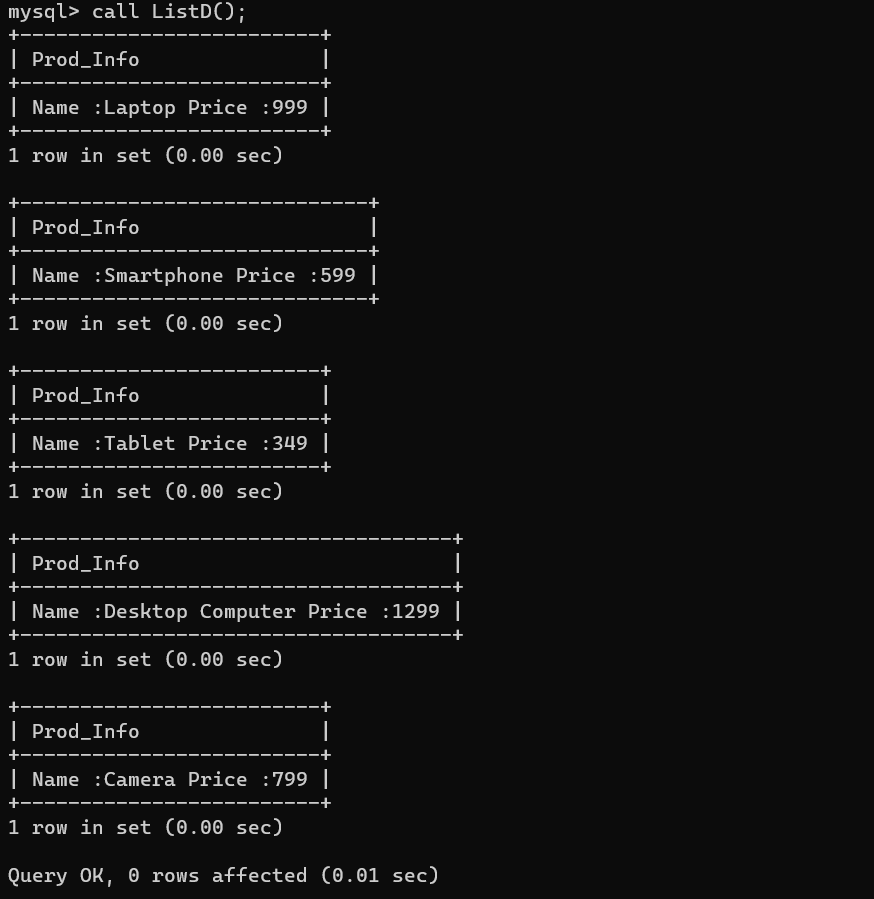 mysql> call ListD();
+-------------------------+
| Prod_Info               |
+-------------------------+
| Name :Laptop Price :999 |
+-------------------------+
1 row in set (0.00 sec)

+-----------------------------+
| Prod_Info                   |
+-----------------------------+
| Name :Smartphone Price :599 |
+-----------------------------+
1 row in set (0.00 sec)

+-------------------------+
| Prod_Info               |
+-------------------------+
| Name :Tablet Price :349 |
+-------------------------+
1 row in set (0.00 sec)

+------------------------------------+
| Prod_Info                          |
+------------------------------------+
| Name :Desktop Computer Price :1299 |
+------------------------------------+
1 row in set (0.00 sec)

+-------------------------+
| Prod_Info               |
+-------------------------+
| Name :Camera Price :799 |
+-------------------------+
1 row in set (0.00 sec)

Query OK, 0 rows affected (0.01 sec)